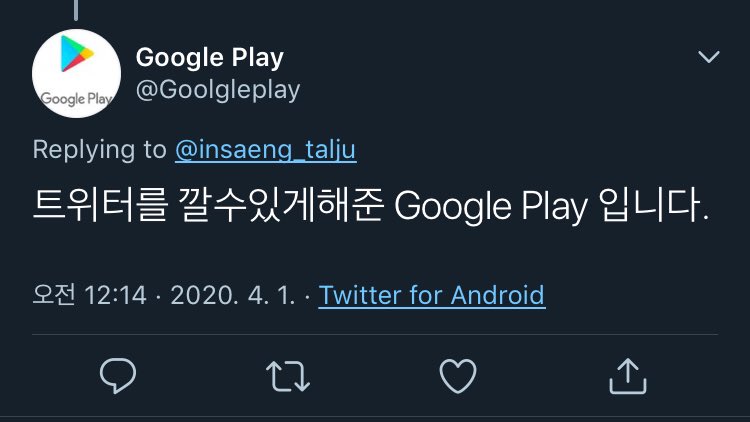 Google Play
Google Play
@Goolgleplay
Replying to @insaeng_talju
트위터를 깔수있게해준 Google Play 입니다.
오전 12:14 · 2020. 4. 1. · Twitter for Android